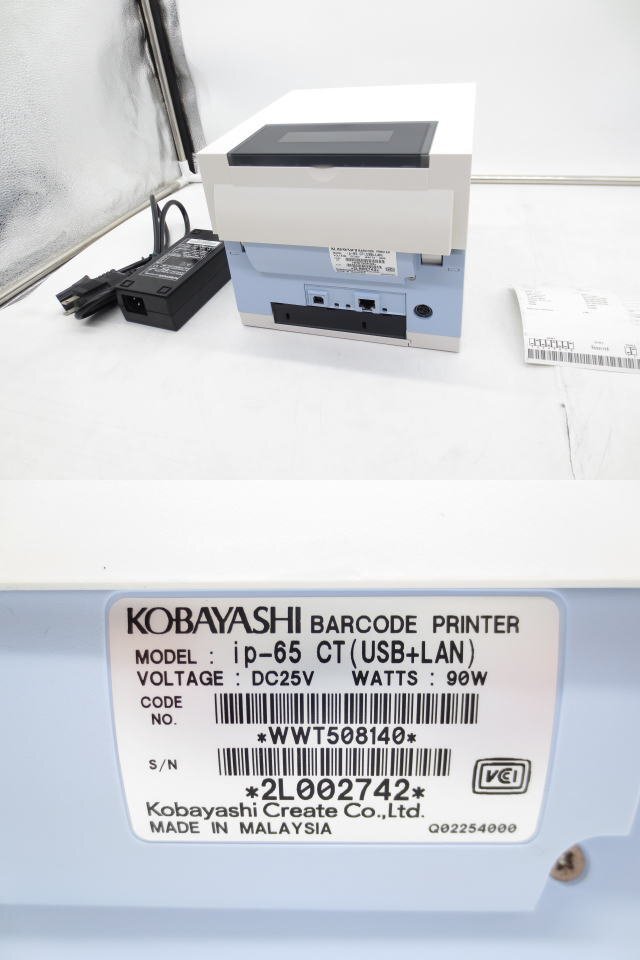 KOBAYASHI BARCODE PRINTER
MODEL : ip-65 CT(USB+LAN)
VOLTAGE : DC25V WATTS : 90W
CODE NO. *WWT508140*
S/N *2L002742*
VCCI
Kobayashi Create Co.,Ltd.
MADE IN MALAYSIA Q02254000